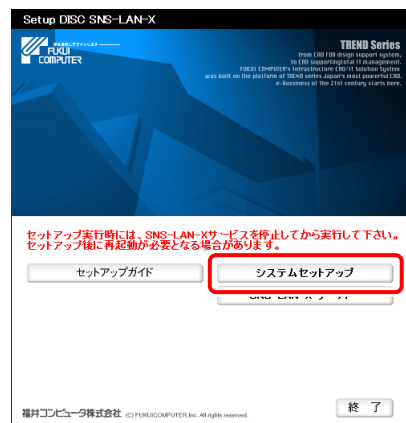 Setup DISC SNS-LAN-X
FUKUI
COMPUTER
TREND Series
from CAD FOR disign support system,
to CAD supportingtotal IT management.
FUKUI COMPUTER's Infrastructure CAD/IT Solution System
was built on the platform of TREND series Japan's most powerful CAD.
e-Bussiness of the 21st century starts here.
セットアップ実行時には、SNS-LAN-Xサービスを停止してから実行して下さい。
セットアップ後に再起動が必要となる場合があります。
セットアップガイド
システムセットアップ
福井コンピュータ株式会社 (C) FUKUICOMPUTER,Inc. All rights reserved.
終 了